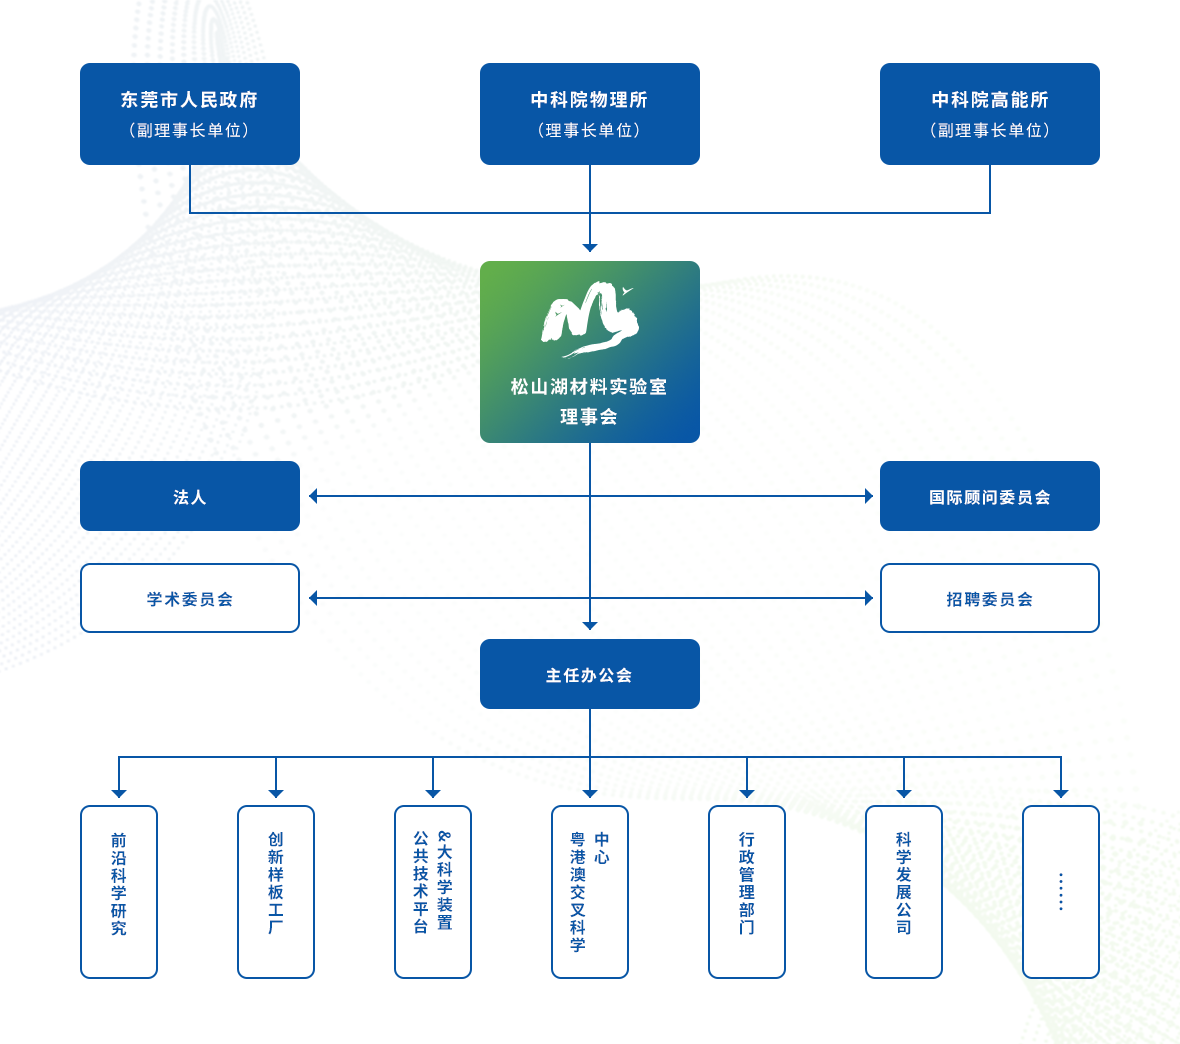 东莞市人民政府
（副理事长单位）
中科院物理所
（理事长单位）
中科院高能所
（副理事长单位）
松山湖材料实验室
理事会
法人
国际顾问委员会
学术委员会
招聘委员会
主任办公会
前沿科学研究
创新样板工厂
公共技术平台
&大科学装置
粤港澳交叉科学
中心
行政管理部门
科学发展公司
……